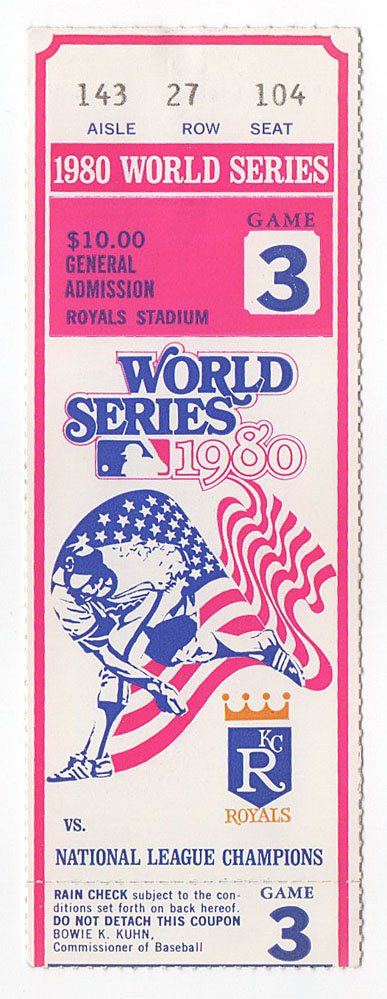 143 27 104
AISLE ROW SEAT
1980 WORLD SERIES
GAME
3
$10.00
GENERAL
ADMISSION
ROYALS STADIUM
WORLD
SERIES
1980
KC
R
ROYALS
VS.
NATIONAL LEAGUE CHAMPIONS
RAIN CHECK subject to the con-
ditions set forth on back hereof.
DO NOT DETACH THIS COUPON
BOWIE K. KUHN,
Commissioner of Baseball
GAME
3